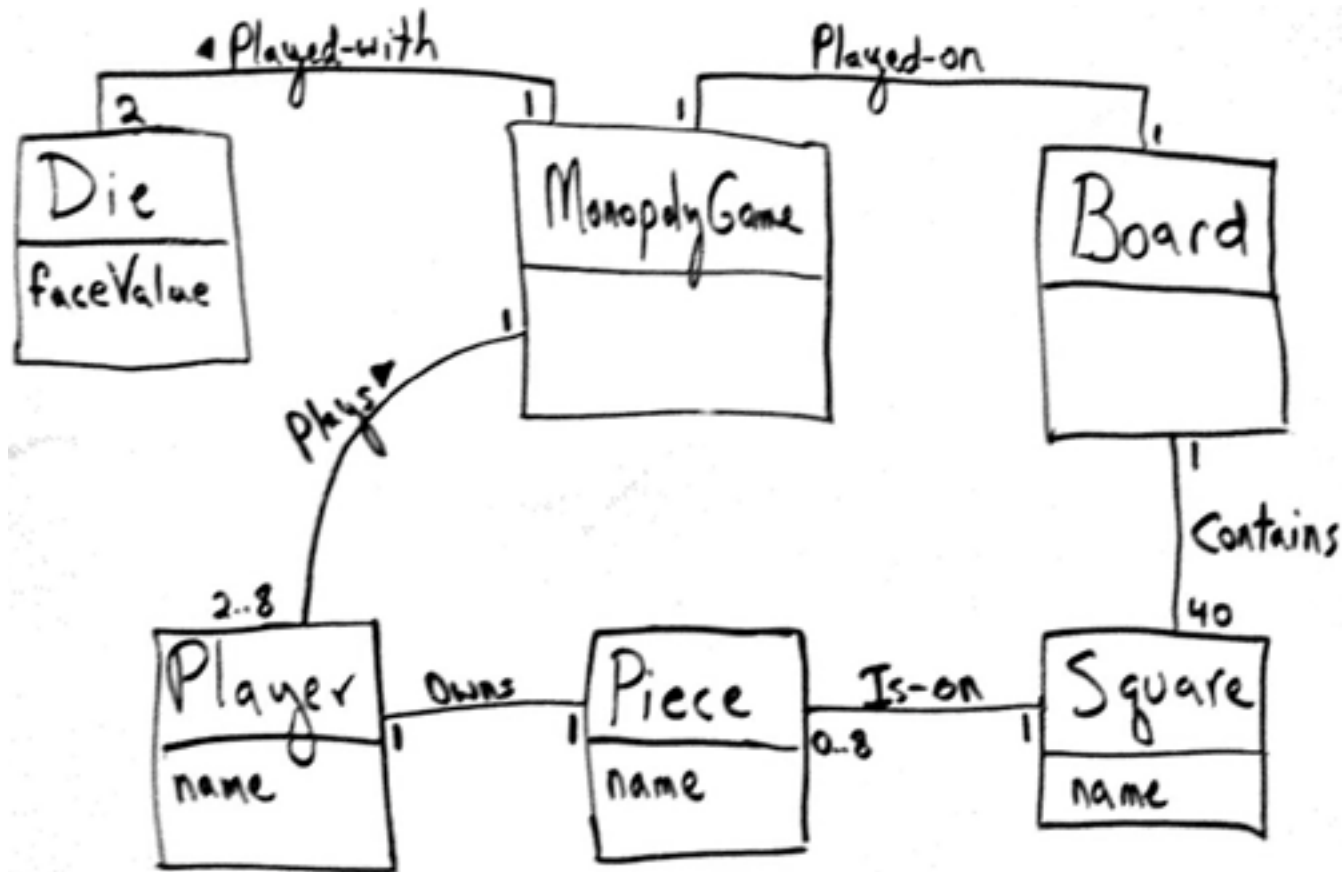 ◄ Played-with
Played-on
2
1
1
1
Die
MonopolyGame
Board
faceValue
1
Plays ►
1
Contains
2..8
40
Player
Owns
Piece
Is-on
Square
1
1
0..8
1
name
name
name